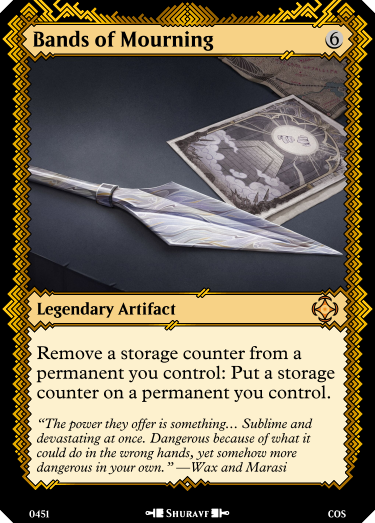 Bands of Mourning 6
Legendary Artifact
Remove a storage counter from a
permanent you control: Put a storage
counter on a permanent you control.
“The power they offer is something… Sublime and
devastating at once. Dangerous because of what it
could do in the wrong hands, yet somehow more
dangerous in your own.” —Wax and Marasi
0451 Shurayf COS